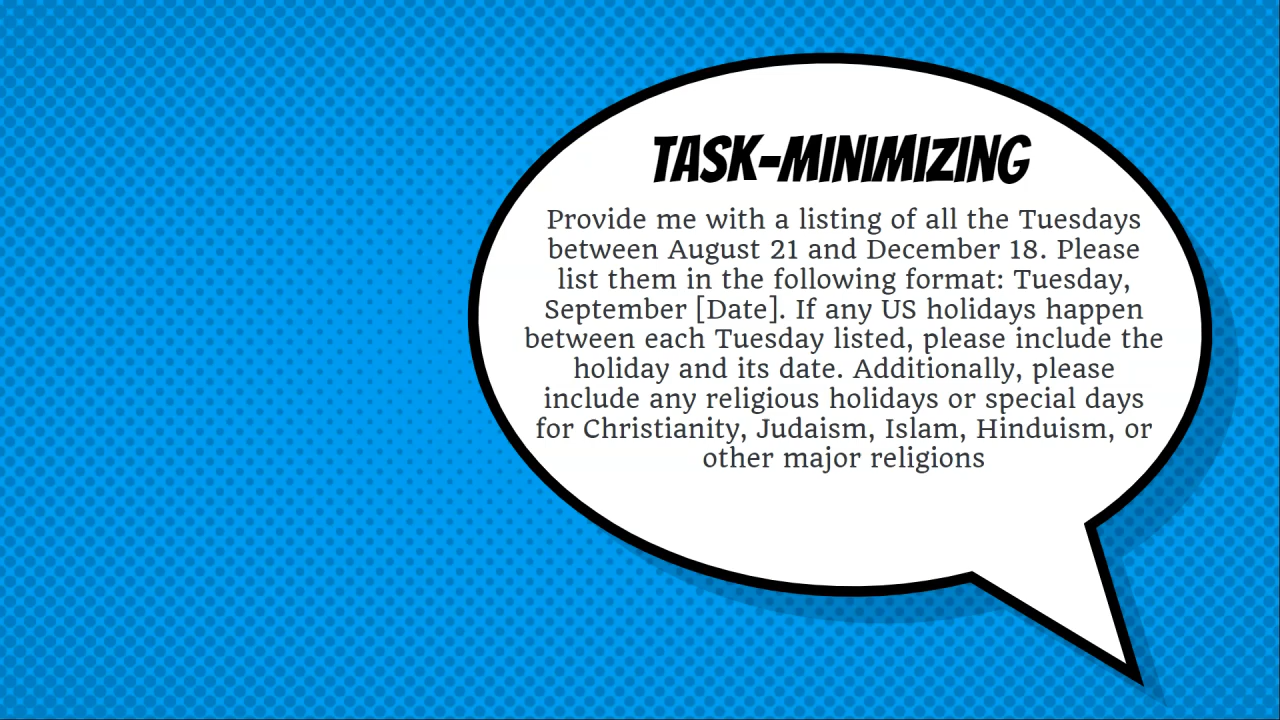 TASK-MINIMIZING
Provide me with a listing of all the Tuesdays
between August 21 and December 18. Please
list them in the following format: Tuesday,
September [Date]. If any US holidays happen
between each Tuesday listed, please include the
holiday and its date. Additionally, please
include any religious holidays or special days
for Christianity, Judaism, Islam, Hinduism, or
other major religions